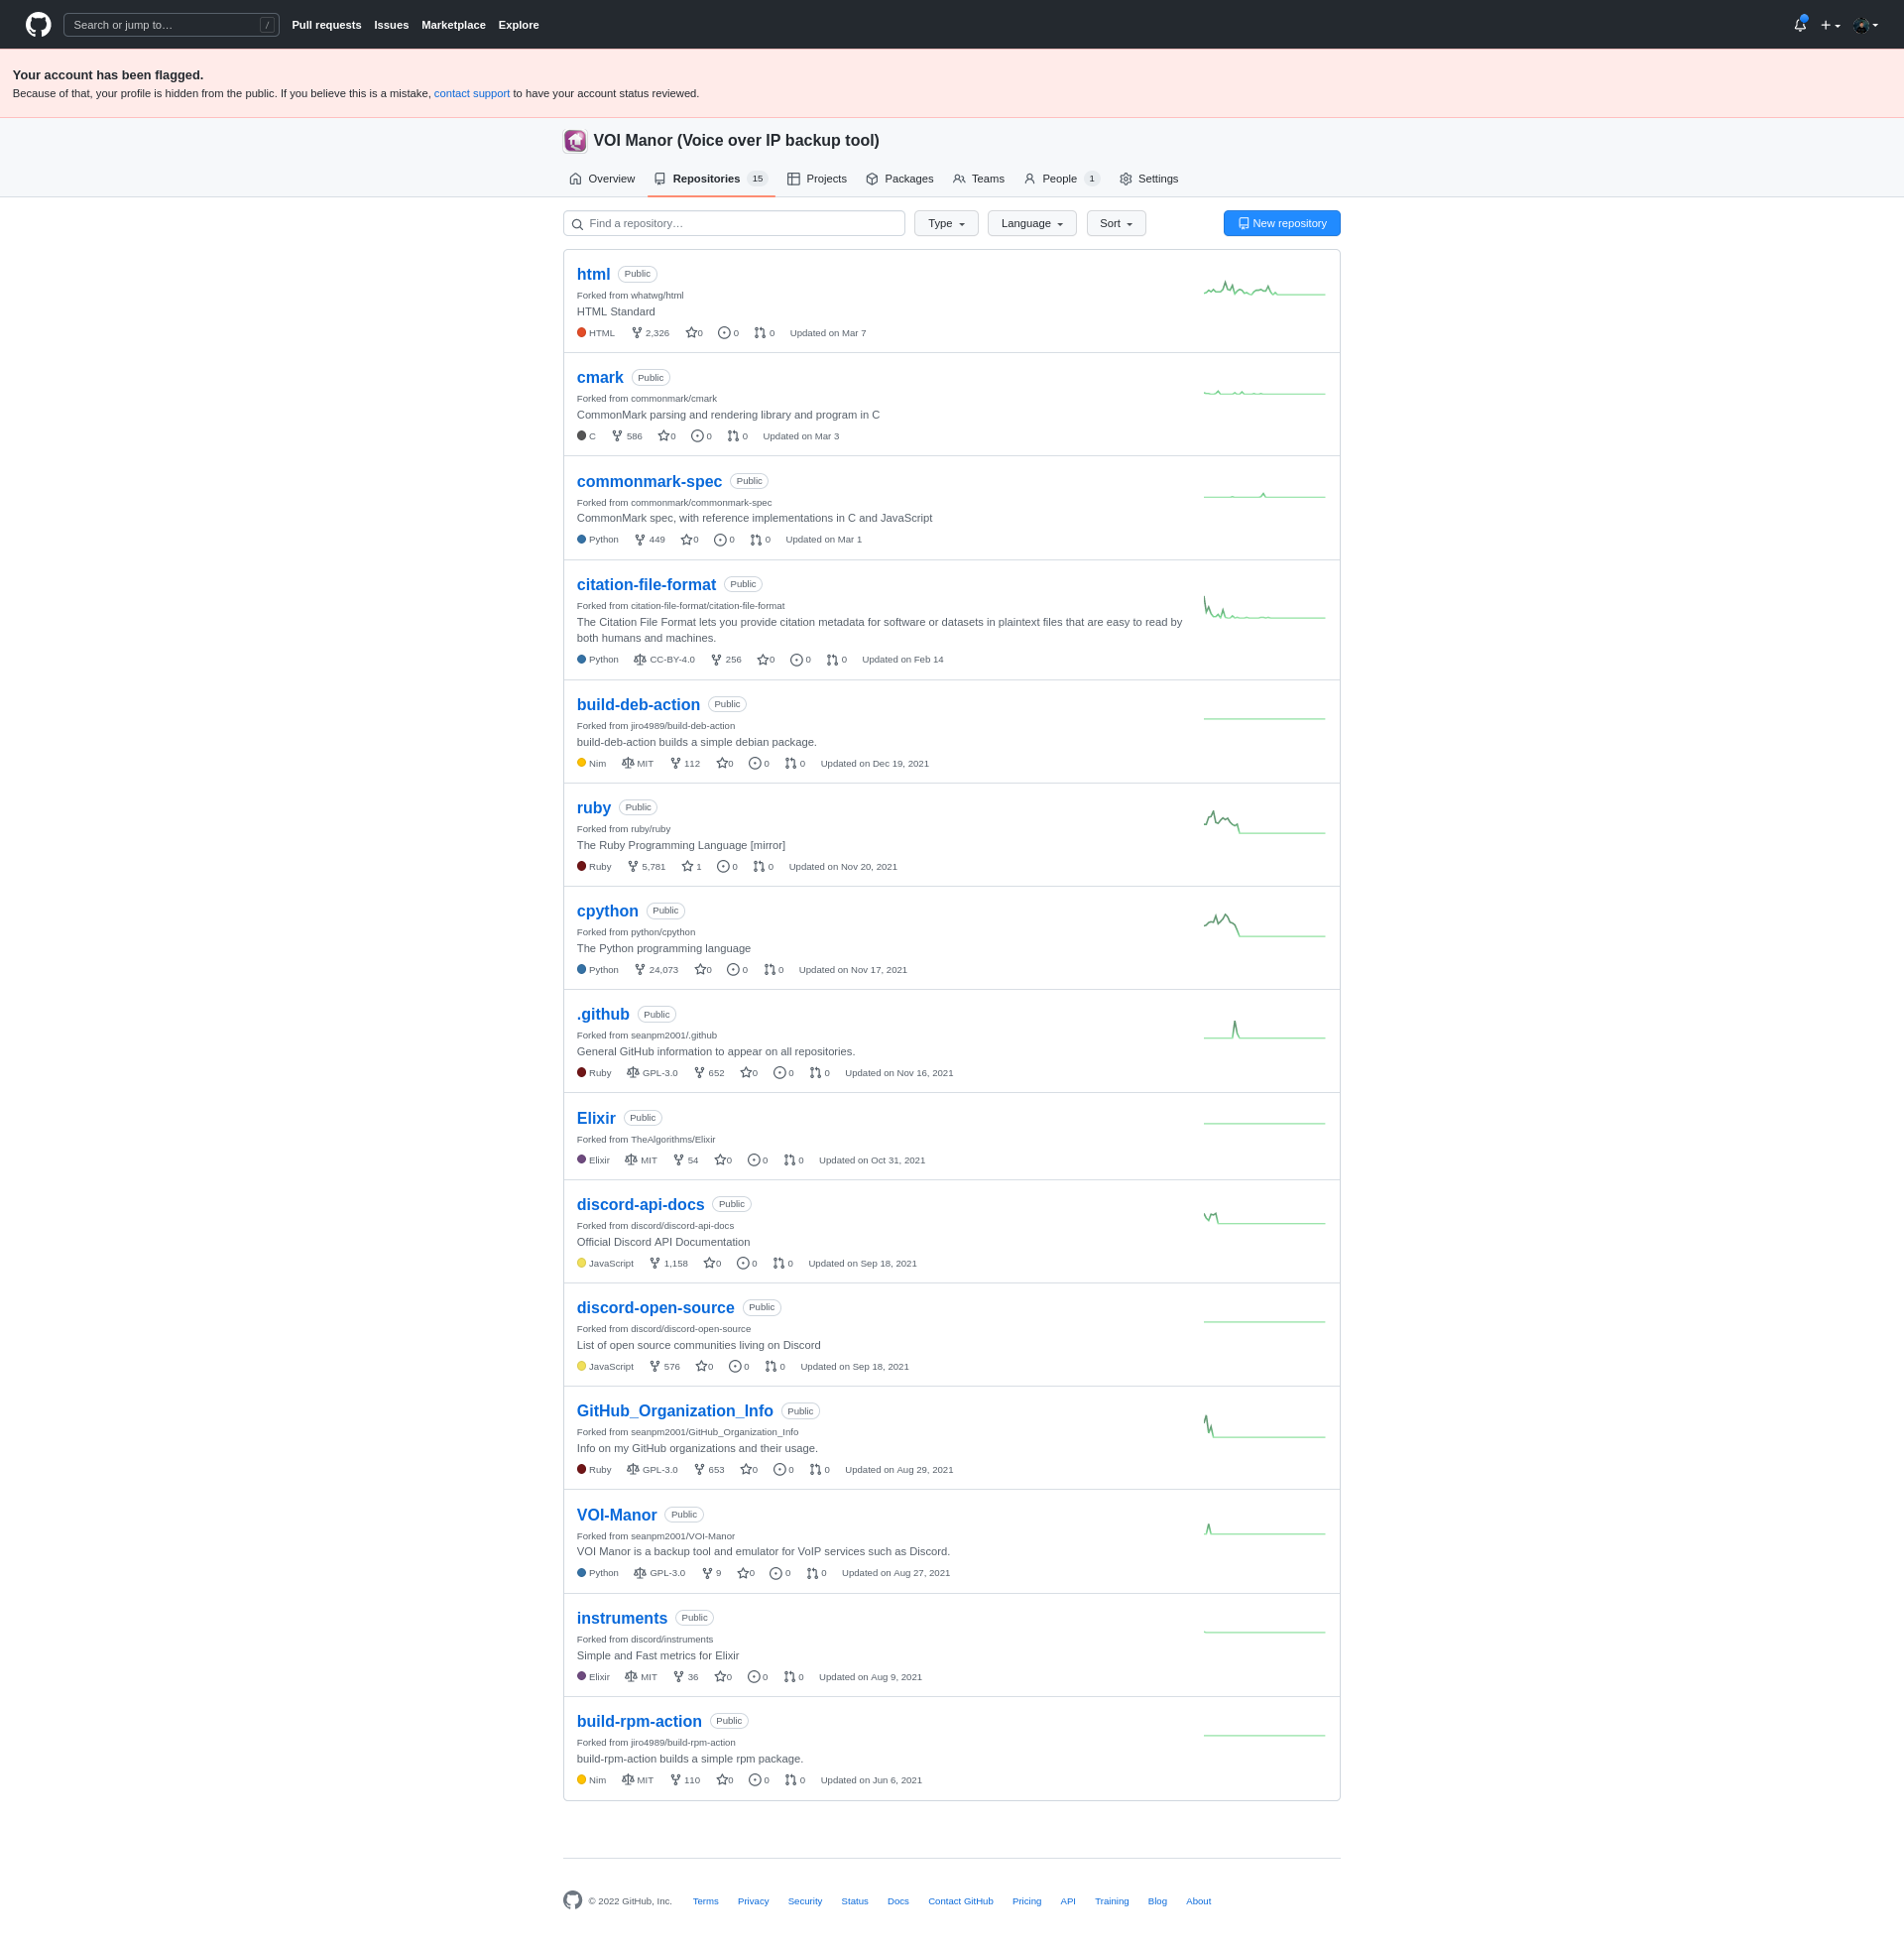 Search or jump to…
/
Pull requests Issues Marketplace Explore
Your account has been flagged.
Because of that, your profile is hidden from the public. If you believe this is a mistake, contact support to have your account status reviewed.
VOI Manor (Voice over IP backup tool)
Overview Repositories 15 Projects Packages Teams People 1 Settings
Find a repository… Type Language Sort New repository
html Public
Forked from whatwg/html
HTML Standard
HTML 2,326 0 0 0 Updated on Mar 7
cmark Public
Forked from commonmark/cmark
CommonMark parsing and rendering library and program in C
C 586 0 0 0 Updated on Mar 3
commonmark-spec Public
Forked from commonmark/commonmark-spec
CommonMark spec, with reference implementations in C and JavaScript
Python 449 0 0 0 Updated on Mar 1
citation-file-format Public
Forked from citation-file-format/citation-file-format
The Citation File Format lets you provide citation metadata for software or datasets in plaintext files that are easy to read by
both humans and machines.
Python CC-BY-4.0 256 0 0 0 Updated on Feb 14
build-deb-action Public
Forked from jiro4989/build-deb-action
build-deb-action builds a simple debian package.
Nim MIT 112 0 0 0 Updated on Dec 19, 2021
ruby Public
Forked from ruby/ruby
The Ruby Programming Language [mirror]
Ruby 5,781 1 0 0 Updated on Nov 20, 2021
cpython Public
Forked from python/cpython
The Python programming language
Python 24,073 0 0 0 Updated on Nov 17, 2021
.github Public
Forked from seanpm2001/.github
General GitHub information to appear on all repositories.
Ruby GPL-3.0 652 0 0 0 Updated on Nov 16, 2021
Elixir Public
Forked from TheAlgorithms/Elixir
Elixir MIT 54 0 0 0 Updated on Oct 31, 2021
discord-api-docs Public
Forked from discord/discord-api-docs
Official Discord API Documentation
JavaScript 1,158 0 0 0 Updated on Sep 18, 2021
discord-open-source Public
Forked from discord/discord-open-source
List of open source communities living on Discord
JavaScript 576 0 0 0 Updated on Sep 18, 2021
GitHub_Organization_Info Public
Forked from seanpm2001/GitHub_Organization_Info
Info on my GitHub organizations and their usage.
Ruby GPL-3.0 653 0 0 0 Updated on Aug 29, 2021
VOI-Manor Public
Forked from seanpm2001/VOI-Manor
VOI Manor is a backup tool and emulator for VoIP services such as Discord.
Python GPL-3.0 9 0 0 0 Updated on Aug 27, 2021
instruments Public
Forked from discord/instruments
Simple and Fast metrics for Elixir
Elixir MIT 36 0 0 0 Updated on Aug 9, 2021
build-rpm-action Public
Forked from jiro4989/build-rpm-action
build-rpm-action builds a simple rpm package.
Nim MIT 110 0 0 0 Updated on Jun 6, 2021
© 2022 GitHub, Inc. Terms Privacy Security Status Docs Contact GitHub Pricing API Training Blog About